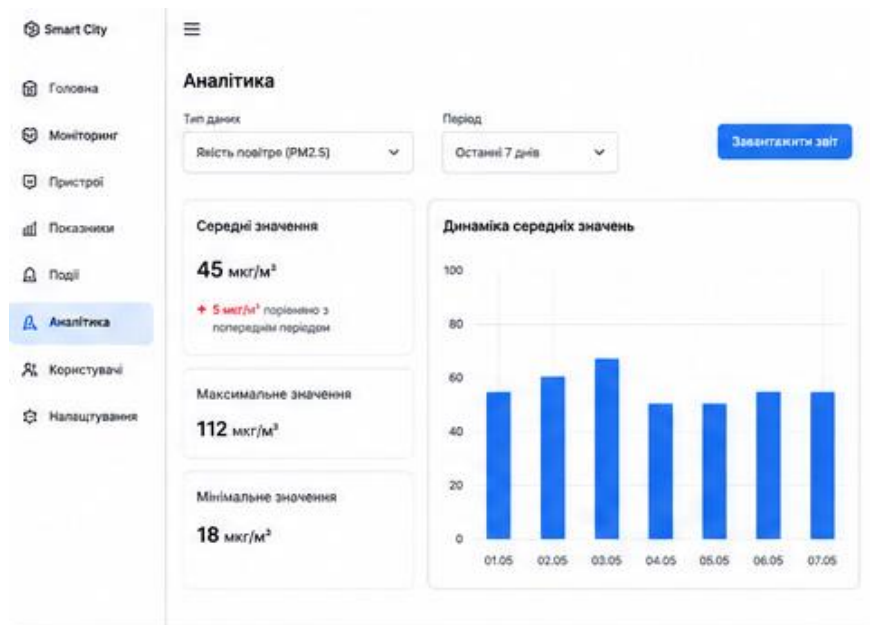 Smart City
Головна
Моніторинг
Пристрої
Показники
Події
Аналітика
Користувачі
Налаштування
Аналітика
Тип даних
Якість повітря (PM2.5)
Період
Останні 7 днів
Завантажити звіт
Середні значення
45 мкг/м³
+ 5 мкг/м³ порівняно з
попереднім періодом
Максимальне значення
112 мкг/м³
Мінімальне значення
18 мкг/м³
Динаміка середніх значень
100
80
60
40
20
0
01.05 02.05 03.05 04.05 05.05 06.05 07.05